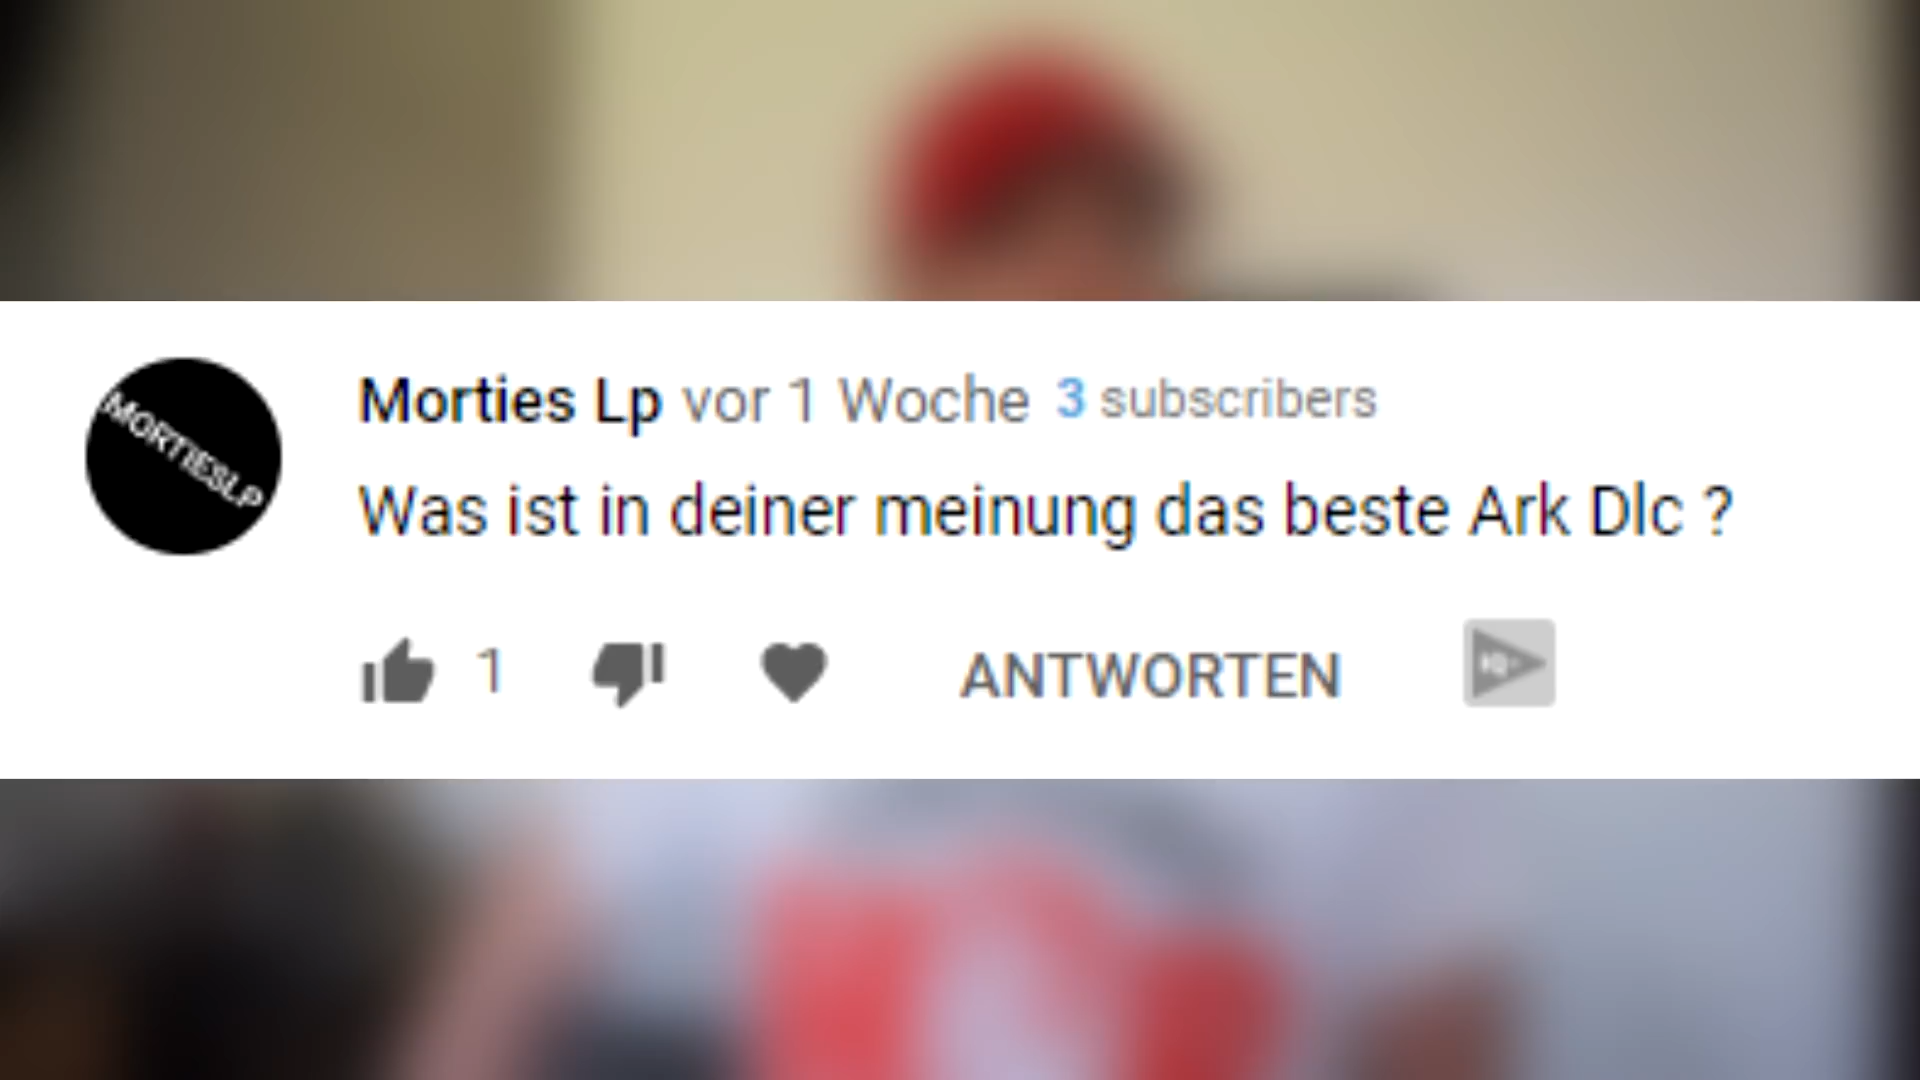 MORTIESLP
Morties Lp vor 1 Woche 3 subscribers
Was ist in deiner meinung das beste Ark Dlc ?
1 ANTWORTEN